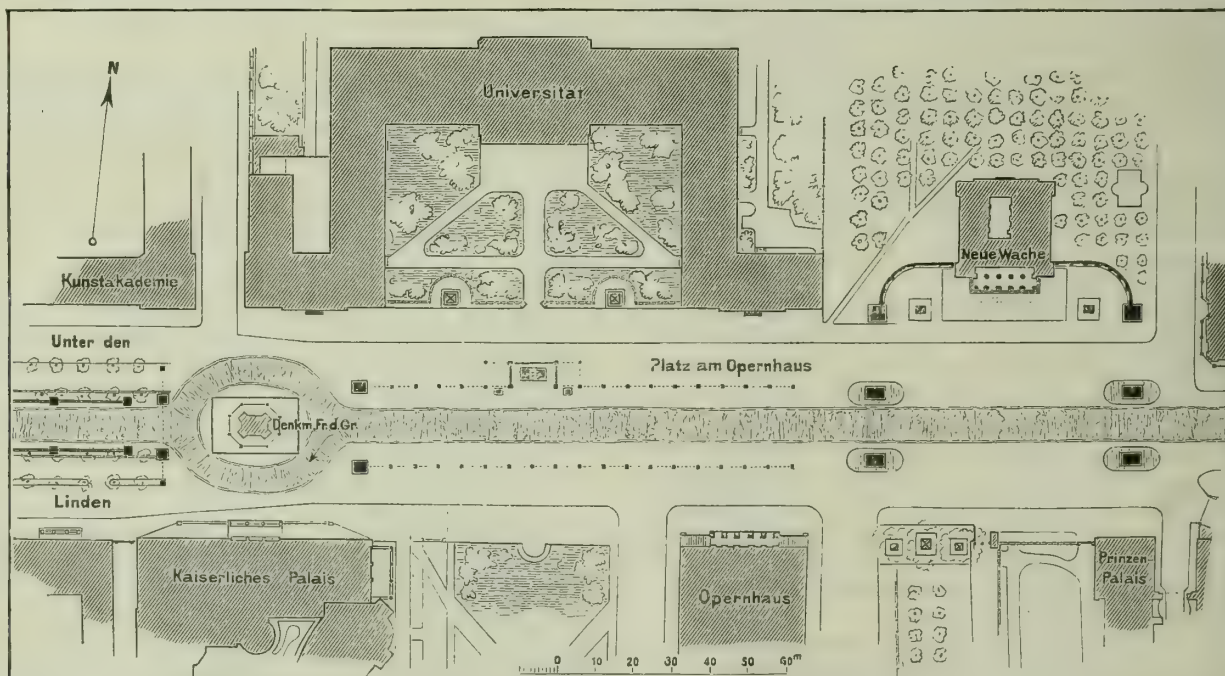 N
Universität
Kunstakademie
Neue Wache
Unter den
Platz am Opernhaus
Denkm. Fr. d. Gr.
Linden
Kaiserliches Palais
Opernhaus
Prinzen-
Palais
0 10 20 30 40 50 60m